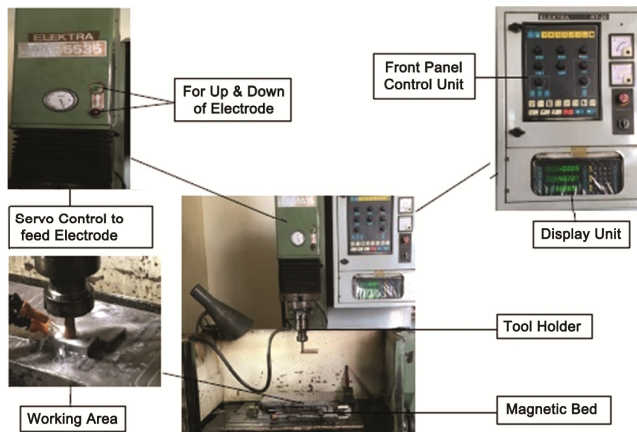 ELEKTRA
5535
For Up & Down
of Electrode
Servo Control to
feed Electrode
ELEKTRA
Front Panel
Control Unit
Display Unit
5535
Tool Holder
Magnetic Bed
Working Area